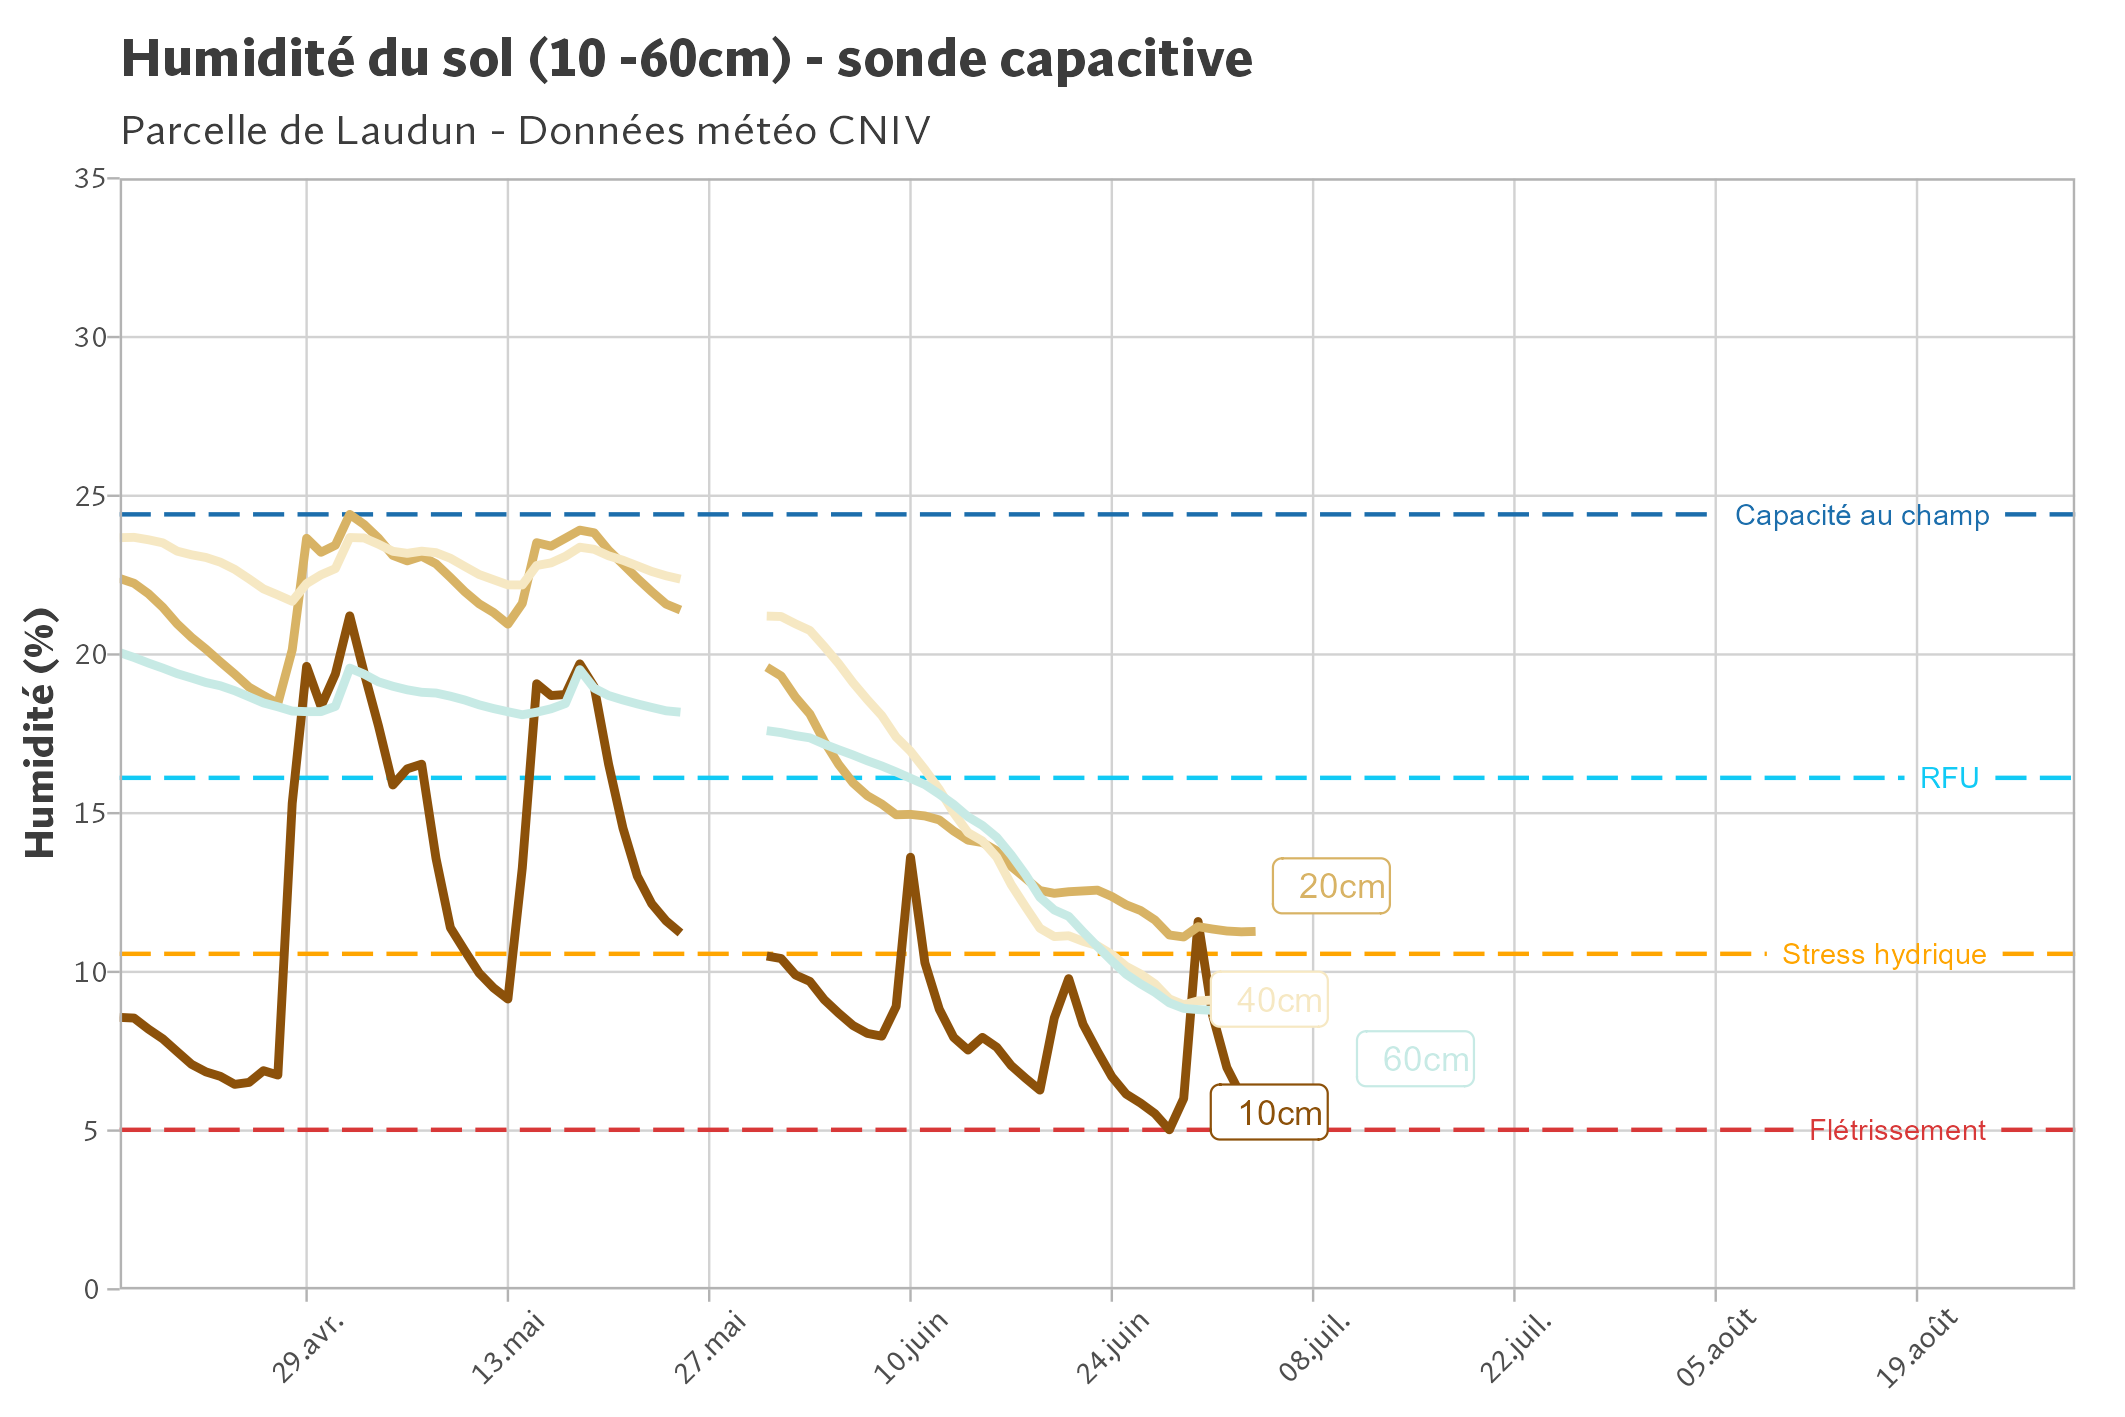 Humidité du sol (10 -60cm) - sonde capacitive
Parcelle de Laudun - Données météo CNIV
Humidité (%)
35
30
25
20
15
10
5
0
Capacité au champ
RFU
20cm
Stress hydrique
40cm
60cm
10cm
Flétrissement
29.avr.
13.mai
27.mai
10.juin
24.juin
08.juil.
22.juil.
05.août
19.août